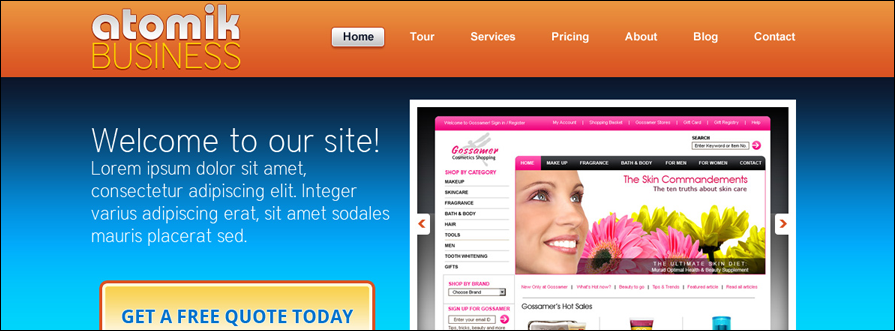 atomik
BUSINESS
Home Tour Services Pricing About Blog Contact
Welcome to our site!
Lorem ipsum dolor sit amet,
consectetur adipiscing elit. Integer
varius adipiscing erat, sit amet sodales
mauris placerat sed.
GET A FREE QUOTE TODAY
Welcome to Gossamer! Sign in / Register My Account | Shopping Basket | Gossamer Stores | Gift Card | Gift Registry | Help
Gossamer
Cosmetics Shopping
SEARCH
Enter Keyword or Item No.
HOME MAKE UP FRAGRANCE BATH & BODY FOR MEN FOR WOMEN CONTACT
SHOP BY CATEGORY
MAKEUP
SKINCARE
FRAGRANCE
BATH & BODY
HAIR
TOOLS
MEN
TOOTH WHITENING
GIFTS
The Skin Commandements
The ten truths about skin care
THE ULTIMATE SKIN DIET
Murad Optimal Health & Beauty Supplement
SHOP BY BRAND
Choose Brand
SIGN UP FOR GOSSAMER
Enter your email ID
Tips, tricks, beauty and more
New Only at Gossamer | What's Hot now? | Beauty to go | Tips & Trends | Featured article | Read all articles
Gossamer's Hot Sales